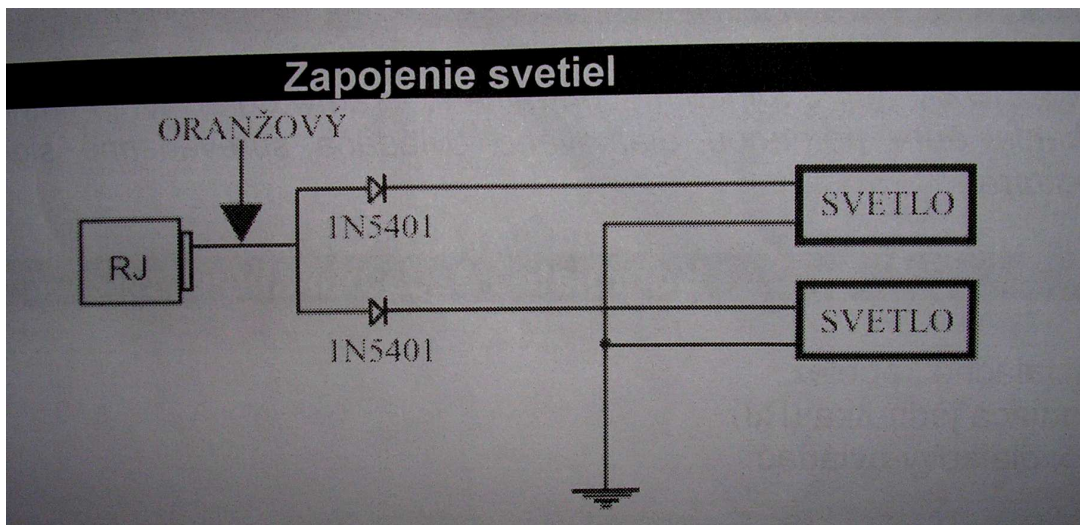 Zapojenie svetiel
ORANŽOVÝ
1N5401
SVETLO
RJ
SVETLO
1N5401